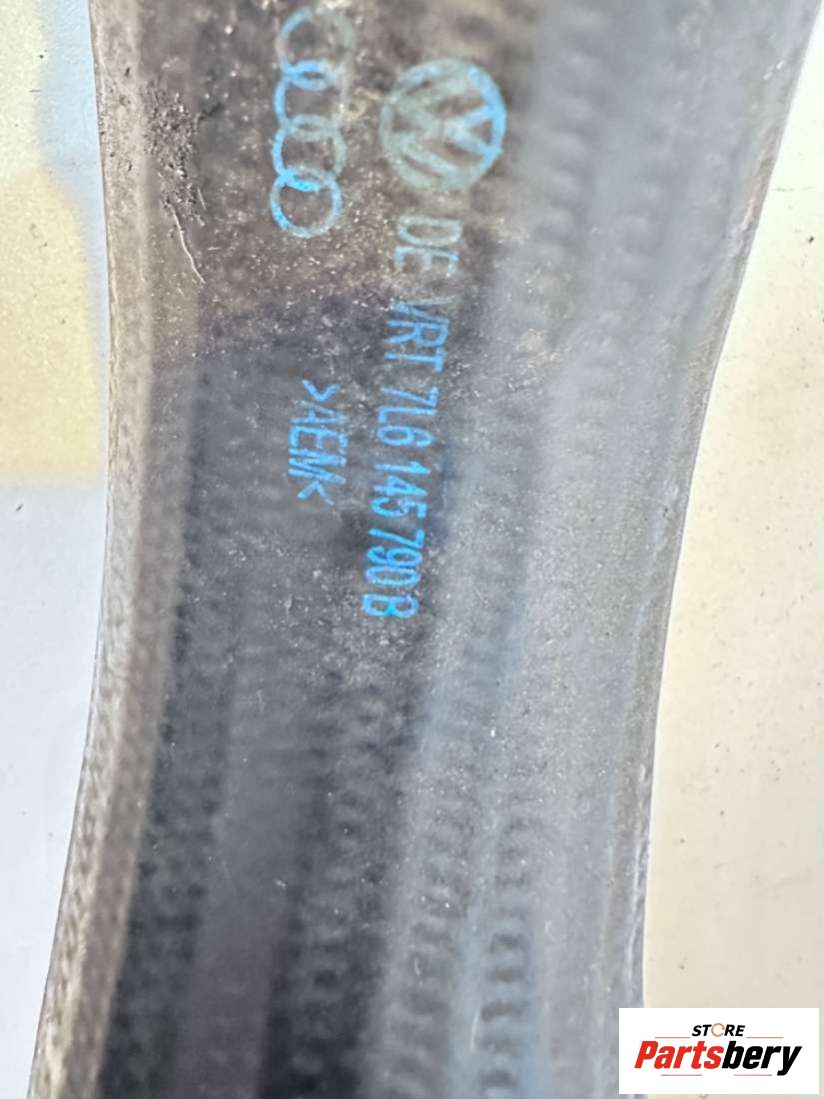 DE VRT 7L6 145 790 B
>AEM<
STORE
Partsbery